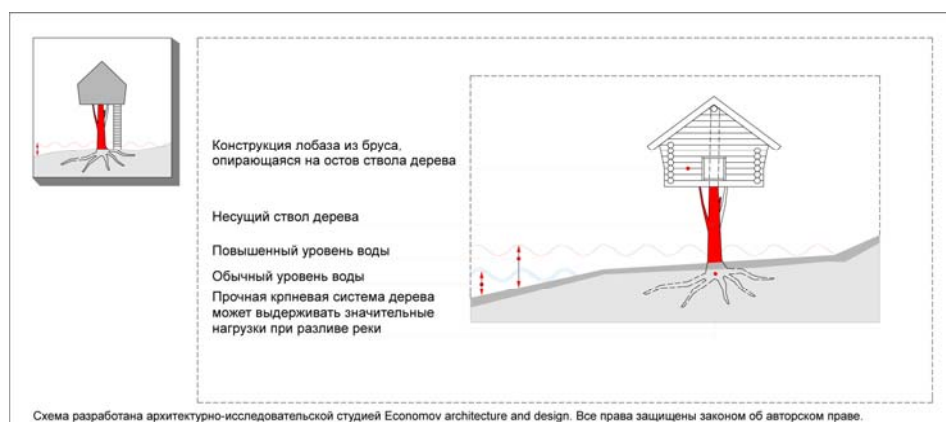 Конструкция лобаза из бруса,
опирающаяся на остов ствола дерева
Несущий ствол дерева
Повышенный уровень воды
Обычный уровень воды
Прочная крпневая система дерева
может выдерживать значительные
нагрузки при разливе реки
Схема разработана архитектурно-исследовательской студией Economov architecture and design. Все права защищены законом об авторском праве.